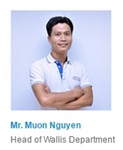 Mr. Muon Nguyen
Head of Wallis Department